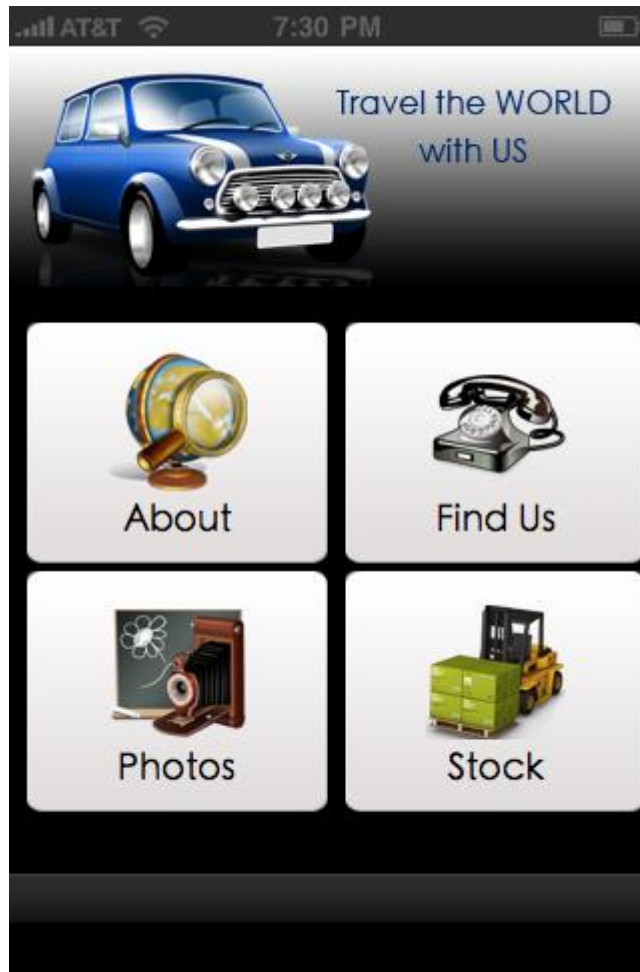 AT&T 7:30 PM
Travel the WORLD
with US
About
Find Us
Photos
Stock